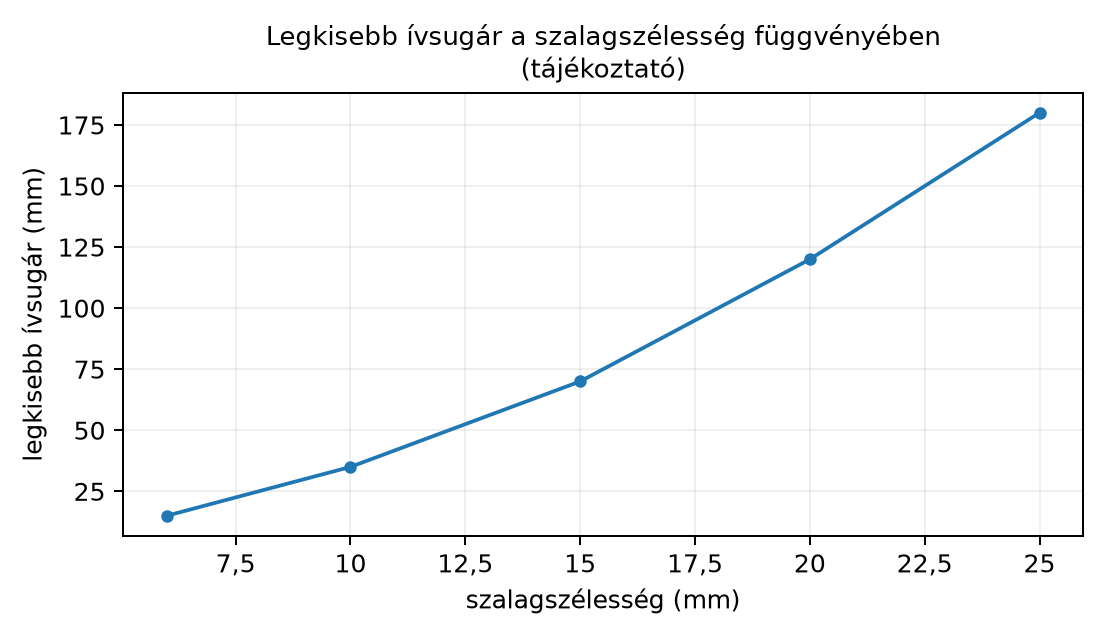 Legkisebb ívsugár a szalagszélesség függvényében
(tájékoztató)
legkisebb ívsugár (mm)
175
150
125
100
75
50
25
7,5 10 12,5 15 17,5 20 22,5 25
szalagszélesség (mm)